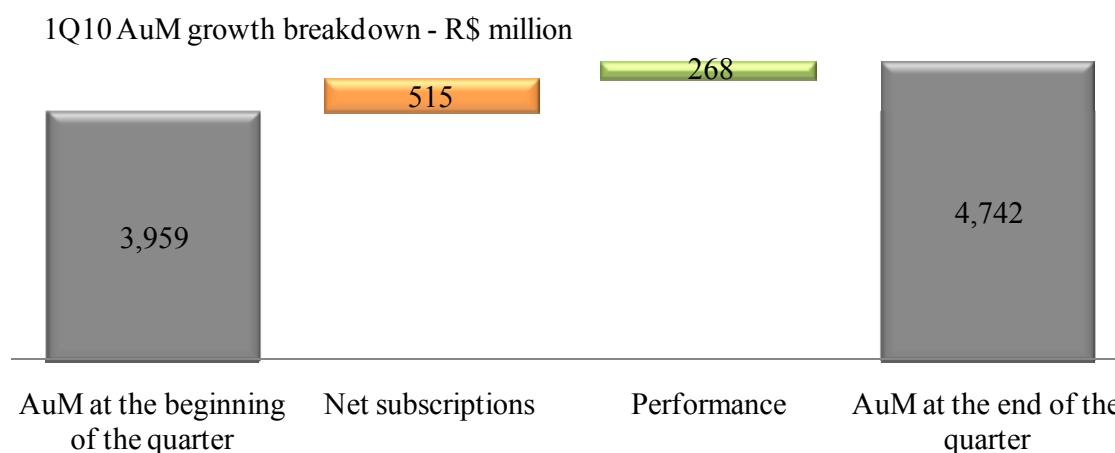 1Q10 AuM growth breakdown - R$ million
268
515
4,742
3,959
AuM at the beginning
of the quarter
Net subscriptions
Performance
AuM at the end of the
quarter